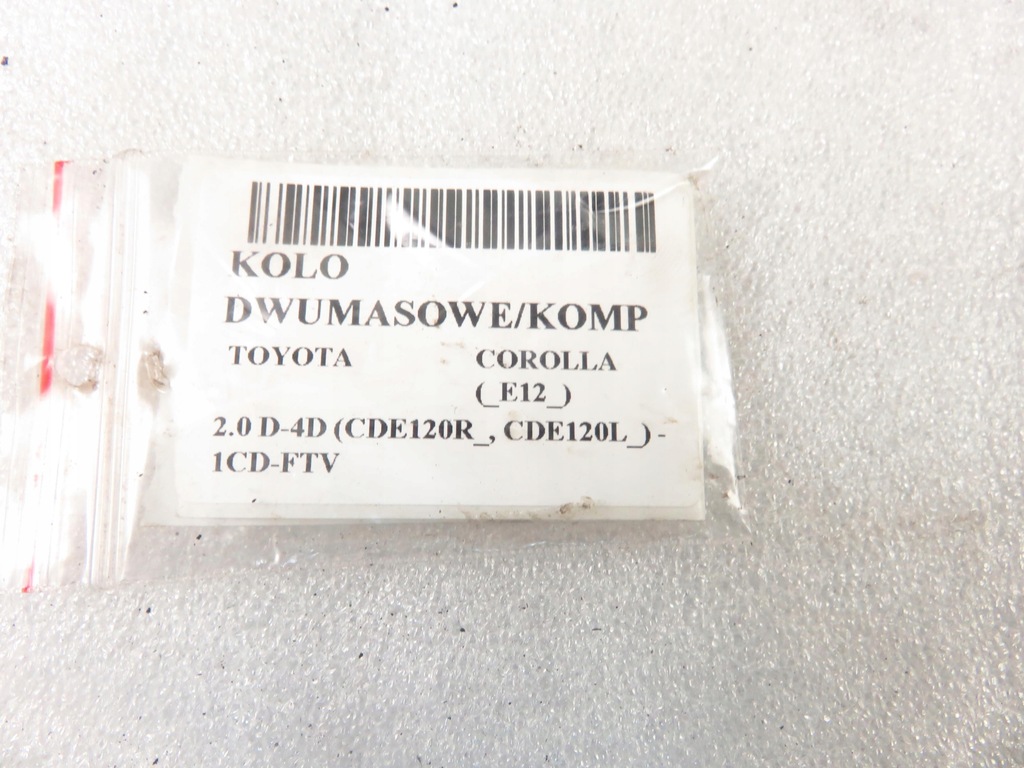 KOLO
DWUMASOWE/KOMP
TOYOTA COROLLA
(_E12_)
2.0 D-4D (CDE120R_, CDE120L_) -
1CD-FTV